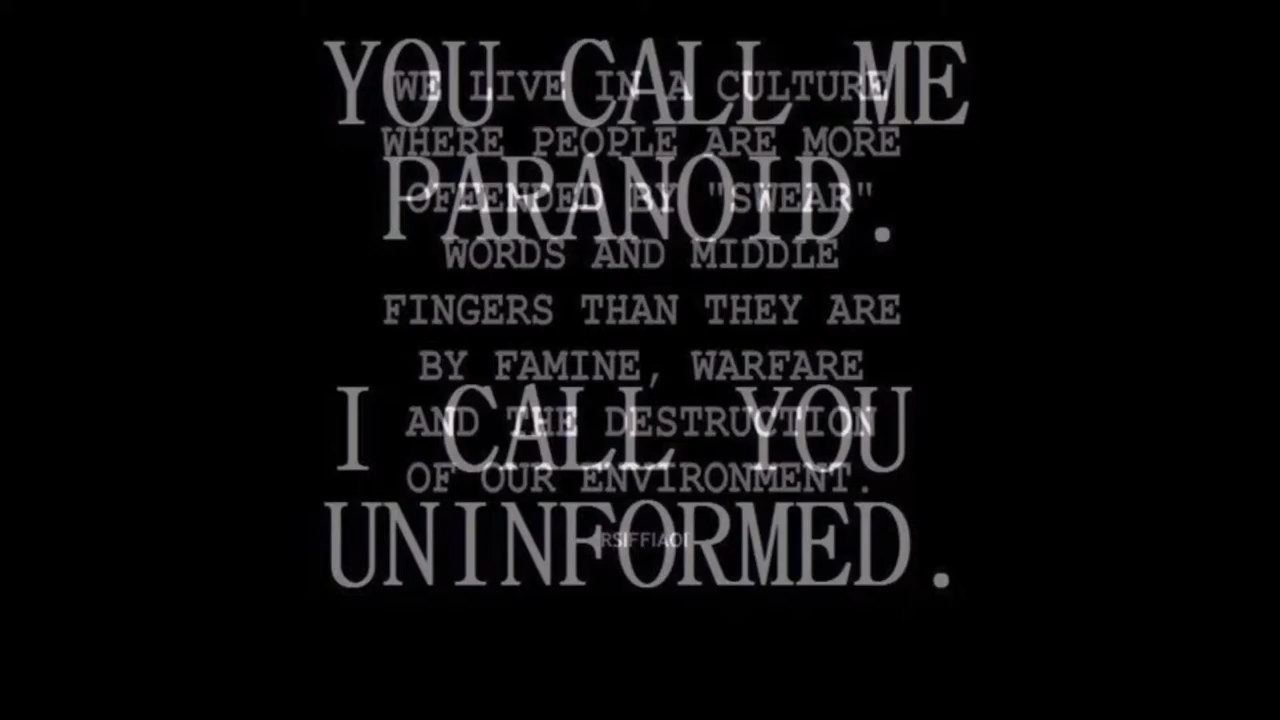 YOU CALL ME
PARANOID.
I CALL YOU
UNINFORMED.
WE LIVE IN A CULTURE
WHERE PEOPLE ARE MORE
OFFENDED BY "SWEAR"
WORDS AND MIDDLE
FINGERS THAN THEY ARE
BY FAMINE, WARFARE
AND THE DESTRUCTION
OF OUR ENVIRONMENT.